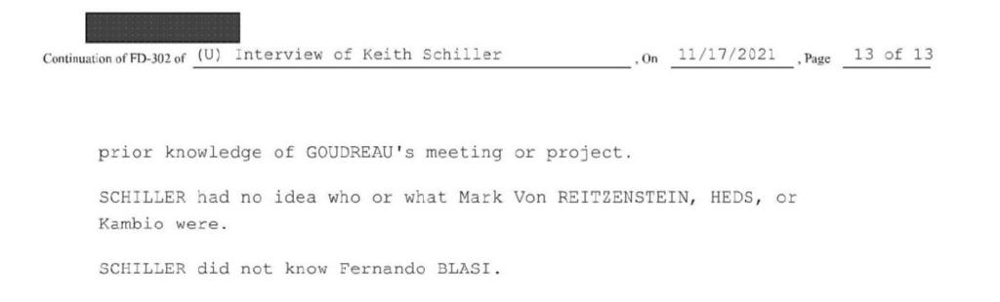 Continuation of FD-302 of (U) Interview of Keith Schiller , On 11/17/2021 , Page 13 of 13
prior knowledge of GOUDREAU's meeting or project.
SCHILLER had no idea who or what Mark Von REITZENSTEIN, HEDS, or
Kambio were.
SCHILLER did not know Fernando BLASI.